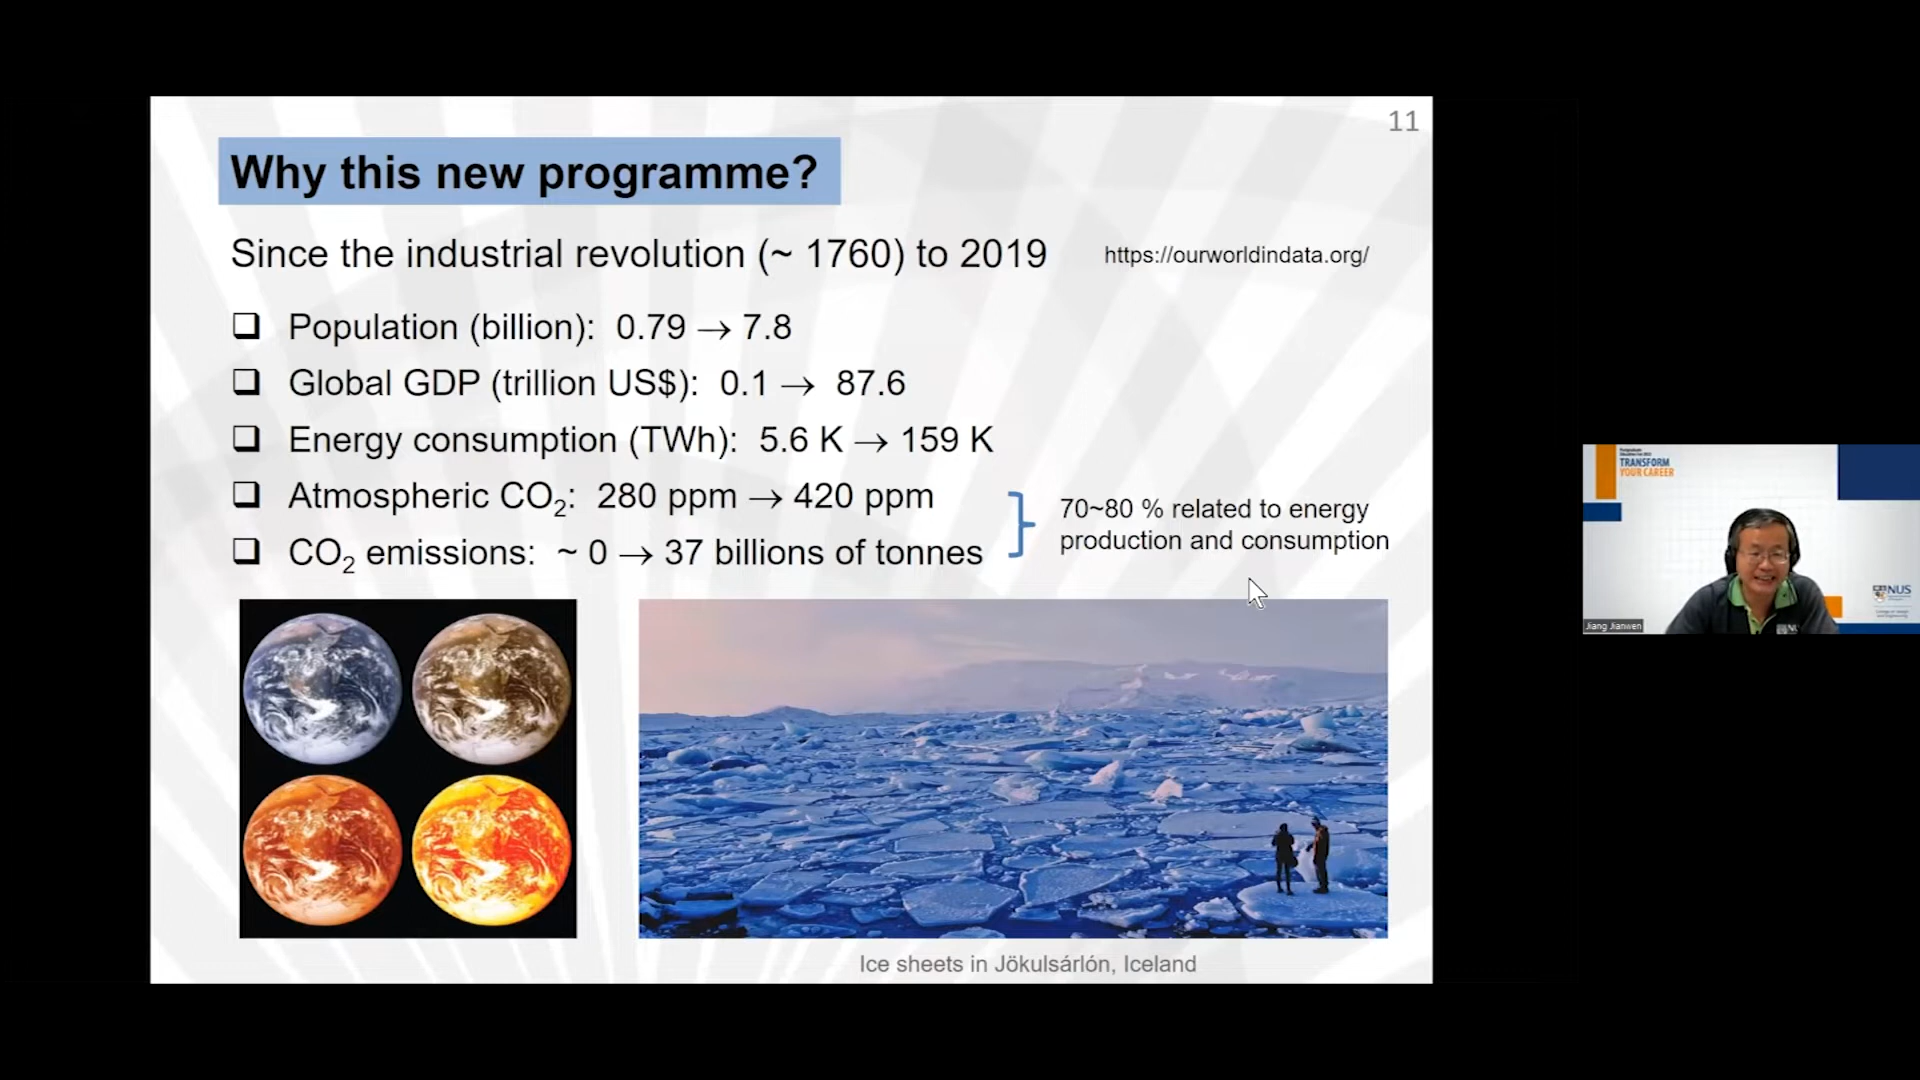 11
Why this new programme?
Since the industrial revolution (~ 1760) to 2019
https://ourworldindata.org/
❑ Population (billion): 0.79 → 7.8
❑ Global GDP (trillion US$): 0.1 → 87.6
❑ Energy consumption (TWh): 5.6 K → 159 K
❑ Atmospheric CO₂: 280 ppm → 420 ppm
❑ CO₂ emissions: ~ 0 → 37 billions of tonnes
70~80 % related to energy
production and consumption
Ice sheets in Jökulsárlón, Iceland
TRANSFORM
YOUR CAREER
NUS
Jiang Jianwen